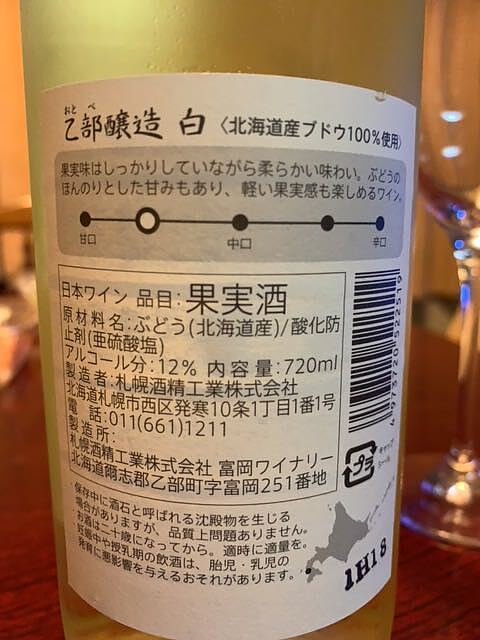 おと べ
乙部醸造 白 〈北海道産ブドウ100%使用〉
果実味はしっかりしていながら柔らかい味わい。ぶどうの
ほんのりとした甘みもあり、軽い果実感も楽しめるワイン。
甘口 中口 辛口
日本ワイン 品目:果実酒
原材料名:ぶどう(北海道産)/酸化防
止剤(亜硫酸塩)
アルコール分:12% 内容量:720ml
製造者:札幌酒精工業株式会社
北海道札幌市西区発寒10条1丁目1番1号
電 話:011(661)1211
製造所:
札幌酒精工業株式会社 富岡ワイナリー
北海道爾志郡乙部町字富岡251番地
4973720522519
プラ
キャップ
シール
保存中に酒石と呼ばれる沈殿物を生じる
場合がありますが、品質上問題ありません。
お酒は二十歳になってから。適時に適量を。
妊娠中や授乳期の飲酒は、胎児・乳児の
発育に悪影響を与えるおそれがあります。
1H18